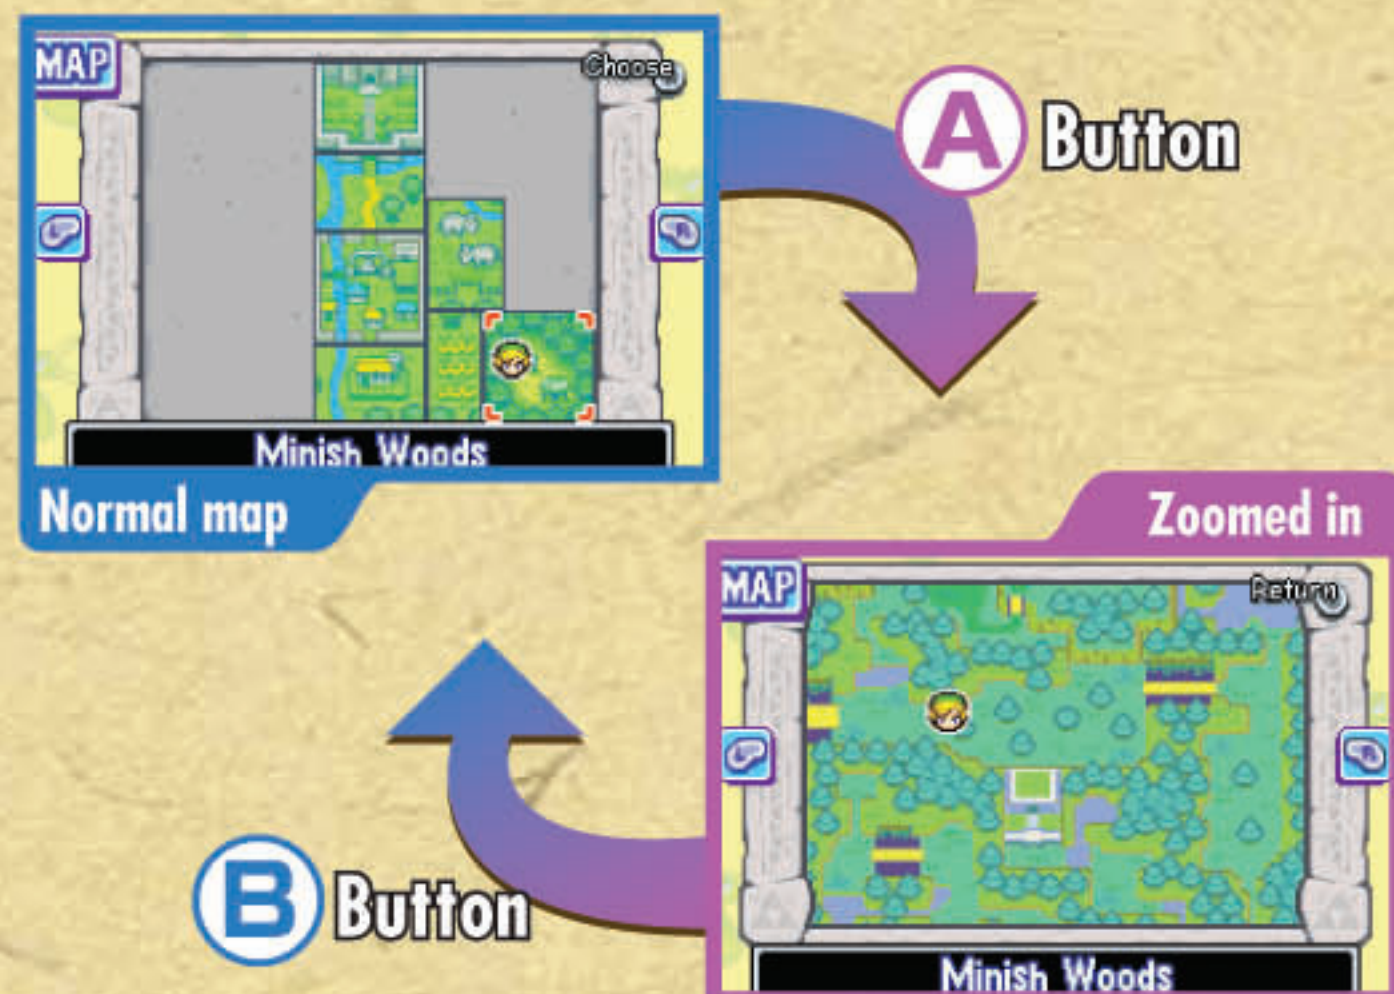 MAP
Choose
L
R
Minish Woods
Normal map
A Button
Zoomed in
MAP
Return
L
R
Minish Woods
B Button